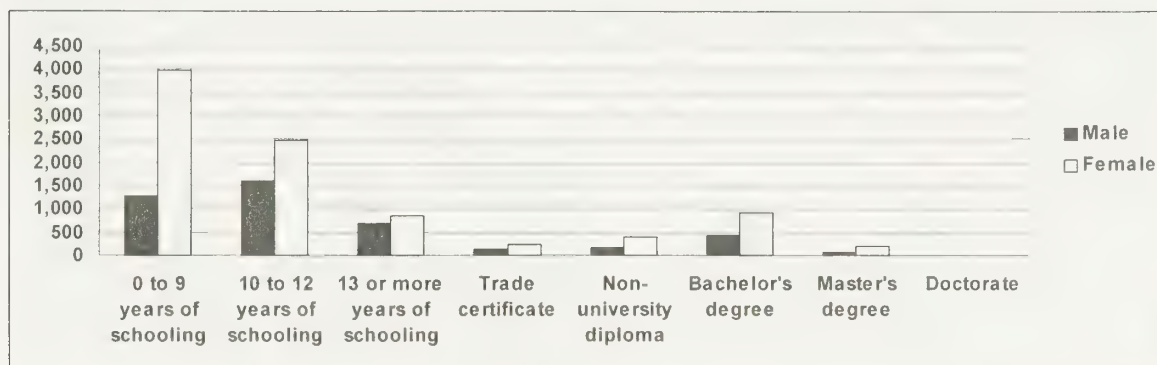 4,500
4,000
3,500
3,000
2,500
2,000
1,500
1,000
500
0
0 to 9
years of
schooling
10 to 12
years of
schooling
13 or more
years of
schooling
Trade
certificate
Non-
university
diploma
Bachelor's
degree
Master's
degree
Doctorate
Male
Female